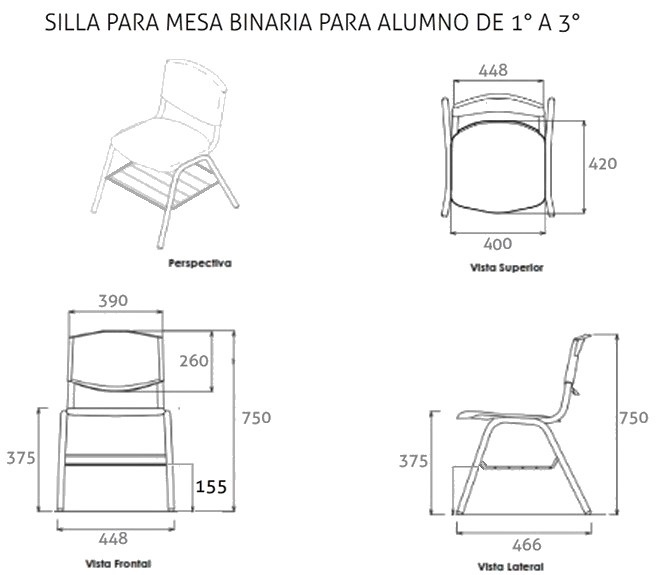 SILLA PARA MESA BINARIA PARA ALUMNO DE 1° A 3°
448
420
400
Perspectiva
Vista Superior
390
260
750
375
155
448
Vista Frontal
750
375
466
Vista Lateral